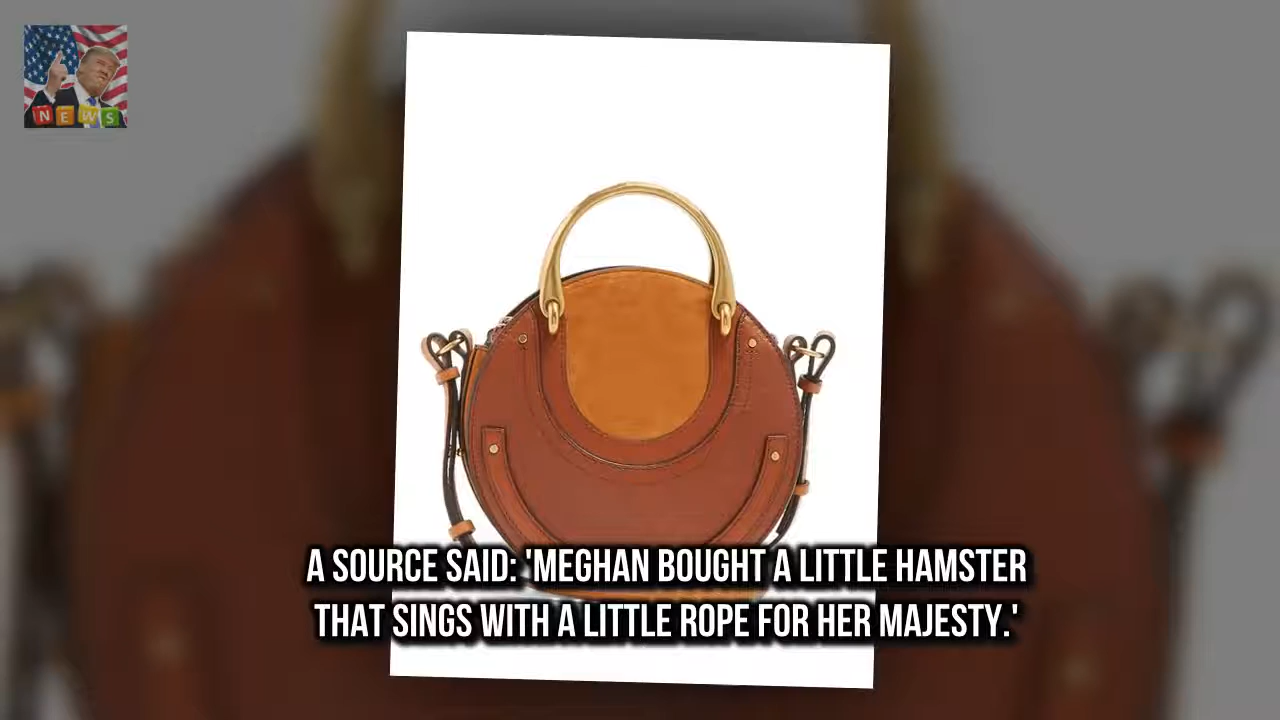 NEWS
A SOURCE SAID: 'MEGHAN BOUGHT A LITTLE HAMSTER
THAT SINGS WITH A LITTLE ROPE FOR HER MAJESTY.'